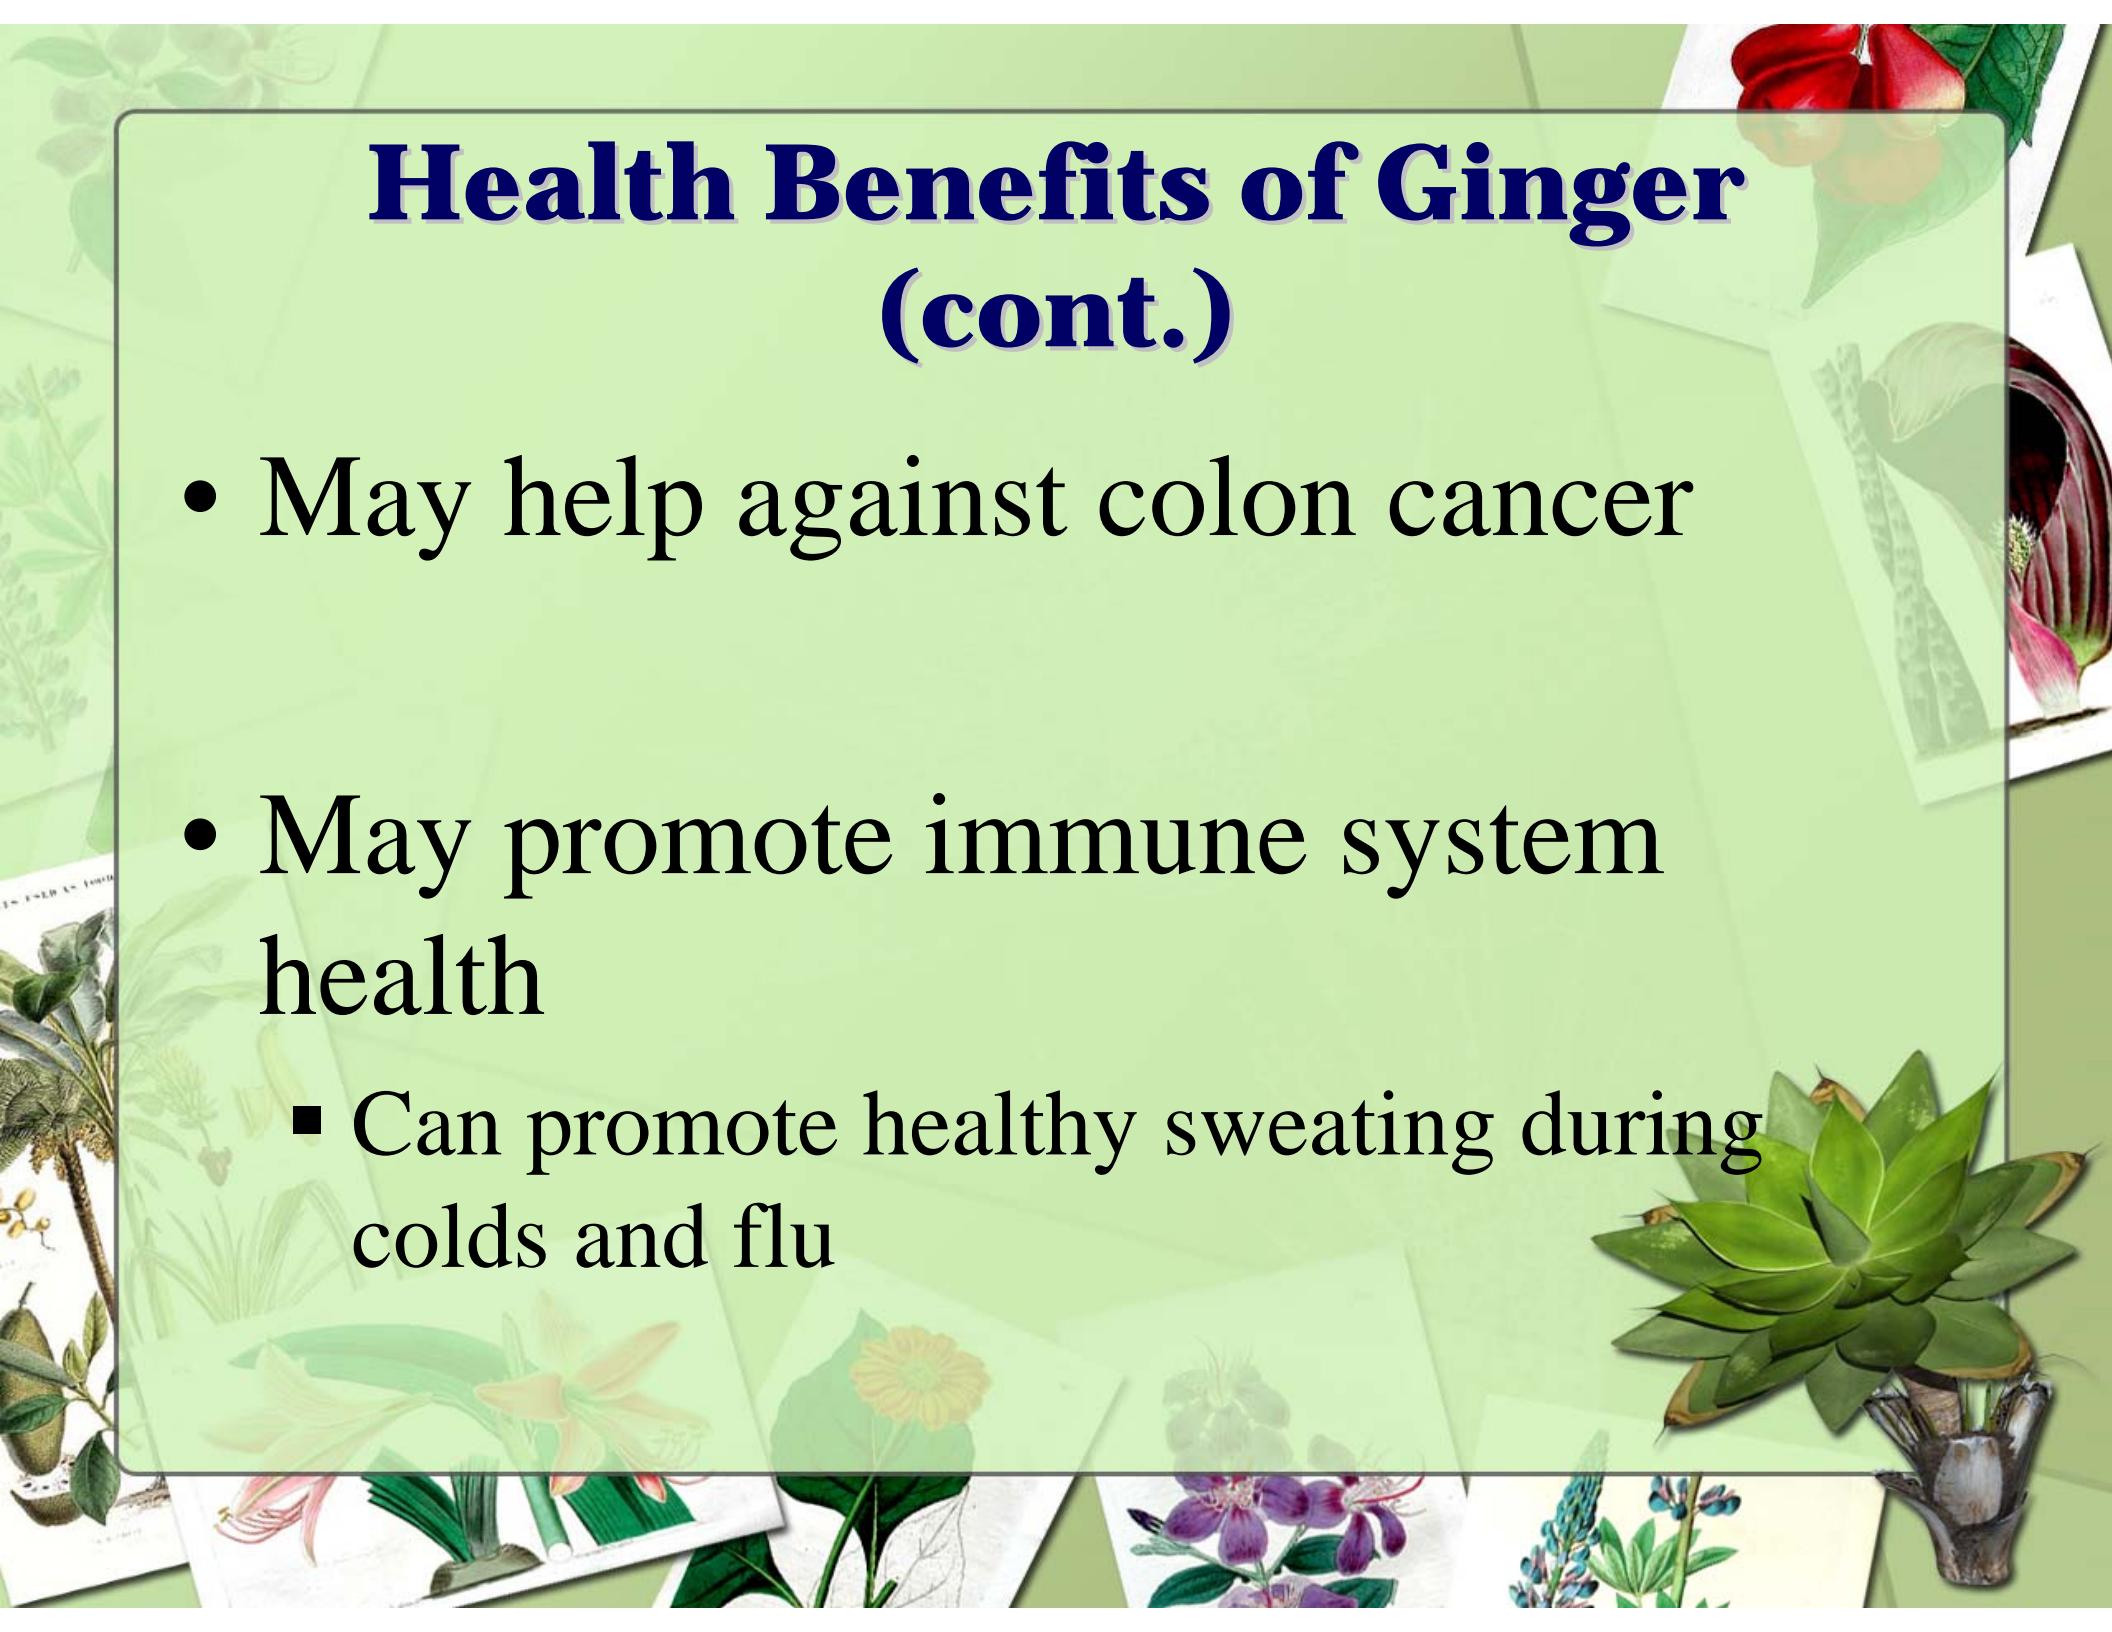 Health Benefits of Ginger
(cont.)
• May help against colon cancer
• May promote immune system
health
▪ Can promote healthy sweating during
colds and flu